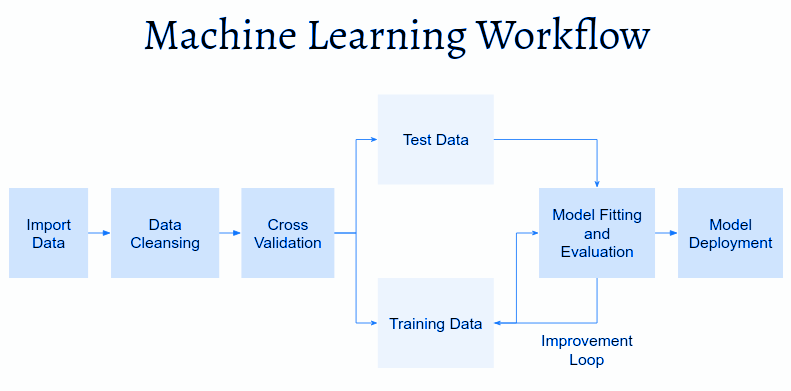 Machine Learning Workflow
Test Data
Import
Data
Data
Cleansing
Cross
Validation
Model Fitting
and
Evaluation
Model
Deployment
Training Data
Improvement
Loop